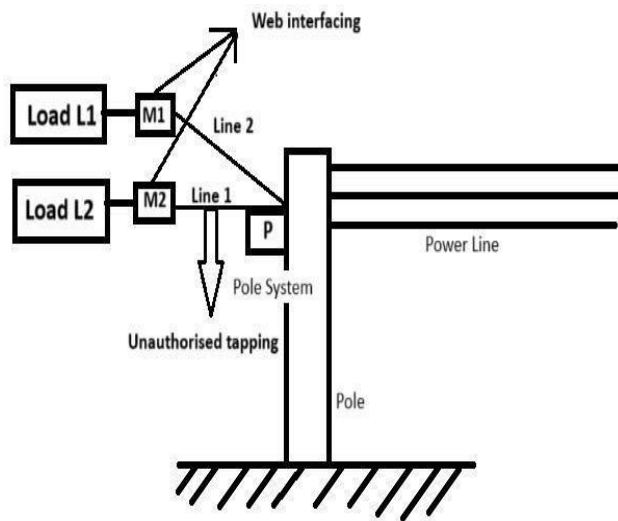 Web interfacing
Load L1
M1
Line 2
Load L2
M2
Line 1
P
Power Line
Pole System
Unauthorised tapping
Pole